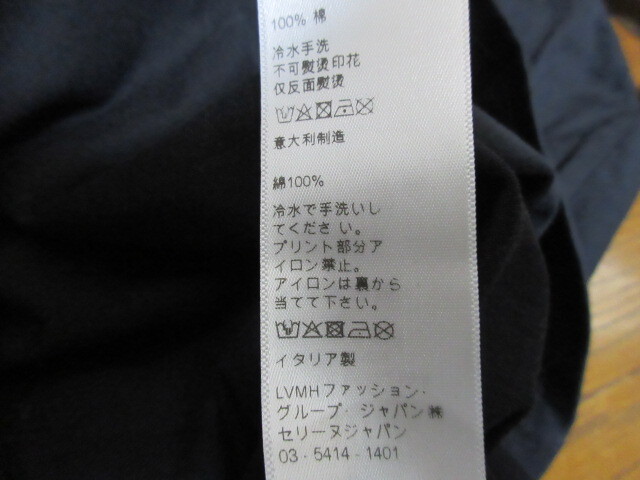 100% 棉
冷水手洗
不可熨烫印花
仅反面熨烫
意大利制造
綿100%
冷水で手洗いし
てくださ い。
プリント部分ア
イロン禁止。
アイロンは裏から
当てて下さい。
イタリア製
LVMHファッション·
グループ· ジャパン㈱
セリーヌジャパン
03 - 5414 - 1401